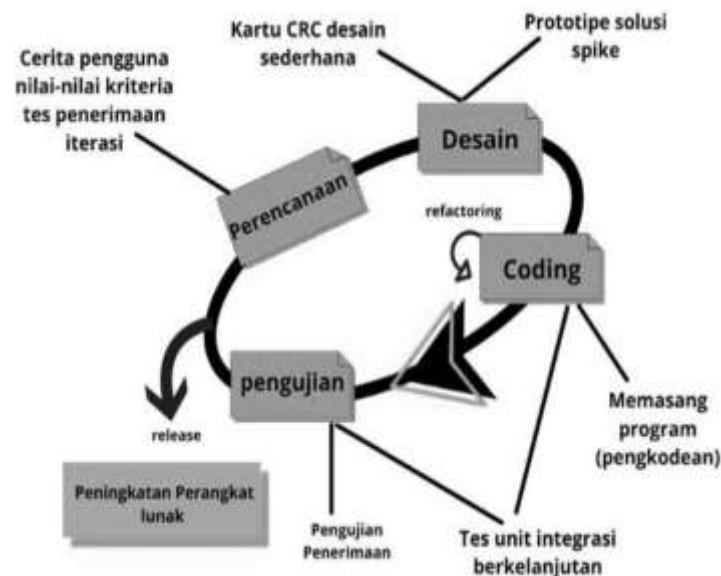 Kartu CRC desain
sederhana
Prototipe solusi
spike
Cerita pengguna
nilai-nilai kriteria
tes penerimaan
iterasi
Desain
Perencanaan
refactoring
Coding
pengujian
release
Memasang
program
(pengkodean)
Peningkatan Perangkat
lunak
Pengujian
Penerimaan
Tes unit integrasi
berkelanjutan